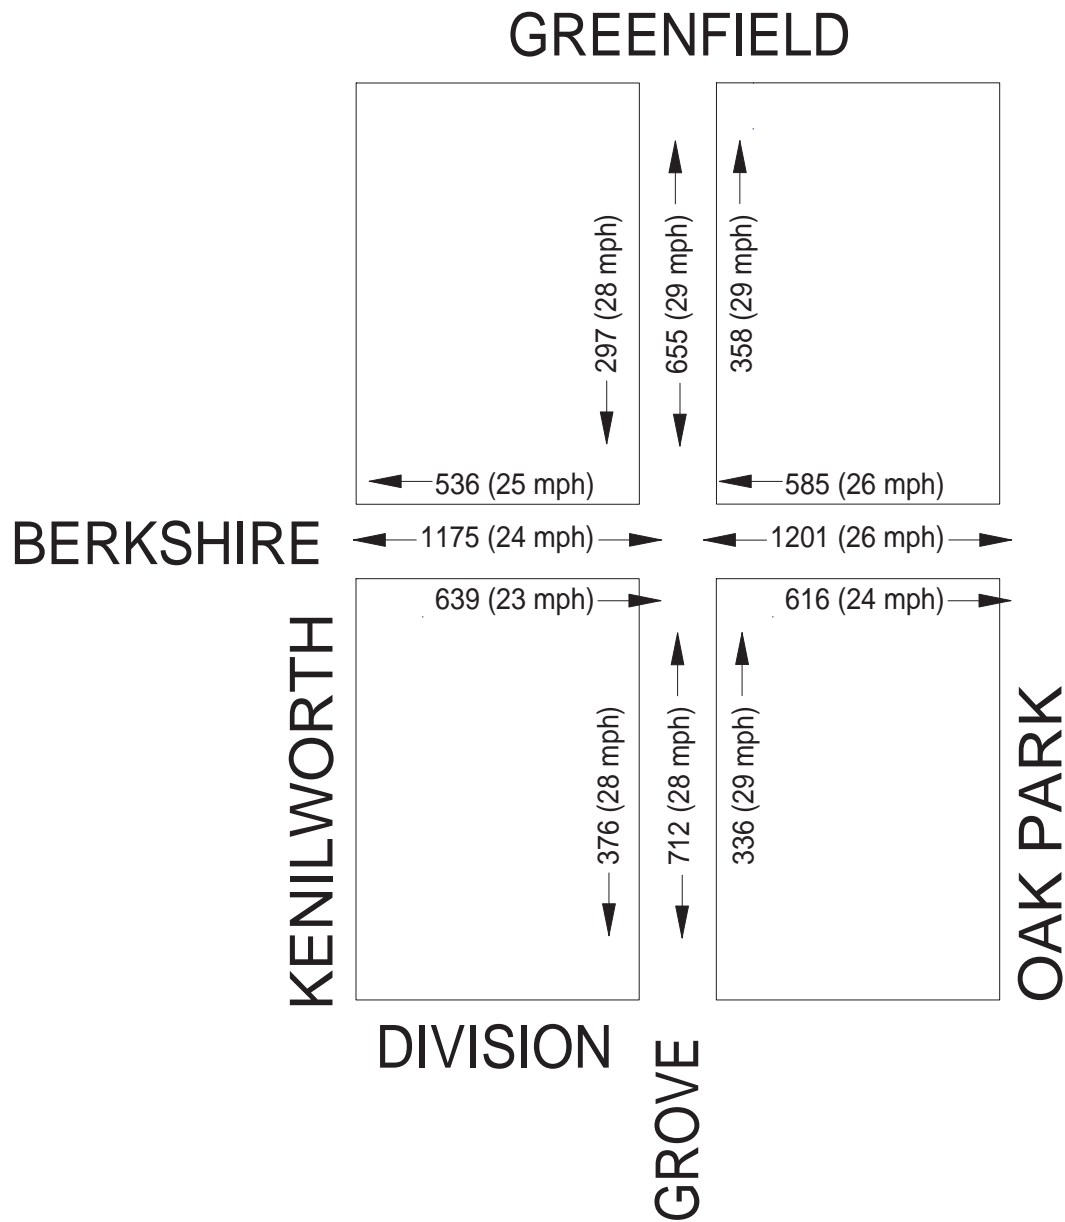 GREENFIELD
297 (28 mph)
655 (29 mph)
358 (29 mph)
536 (25 mph)
585 (26 mph)
BERKSHIRE
1175 (24 mph)
1201 (26 mph)
639 (23 mph)
616 (24 mph)
KENILWORTH
376 (28 mph)
712 (28 mph)
336 (29 mph)
OAK PARK
DIVISION
GROVE